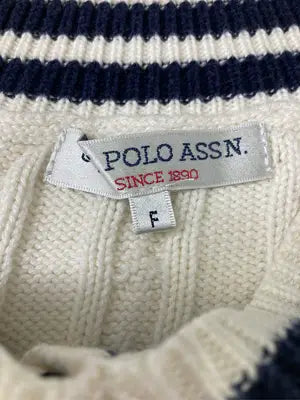 POLO ASSN.
SINCE 1890
F